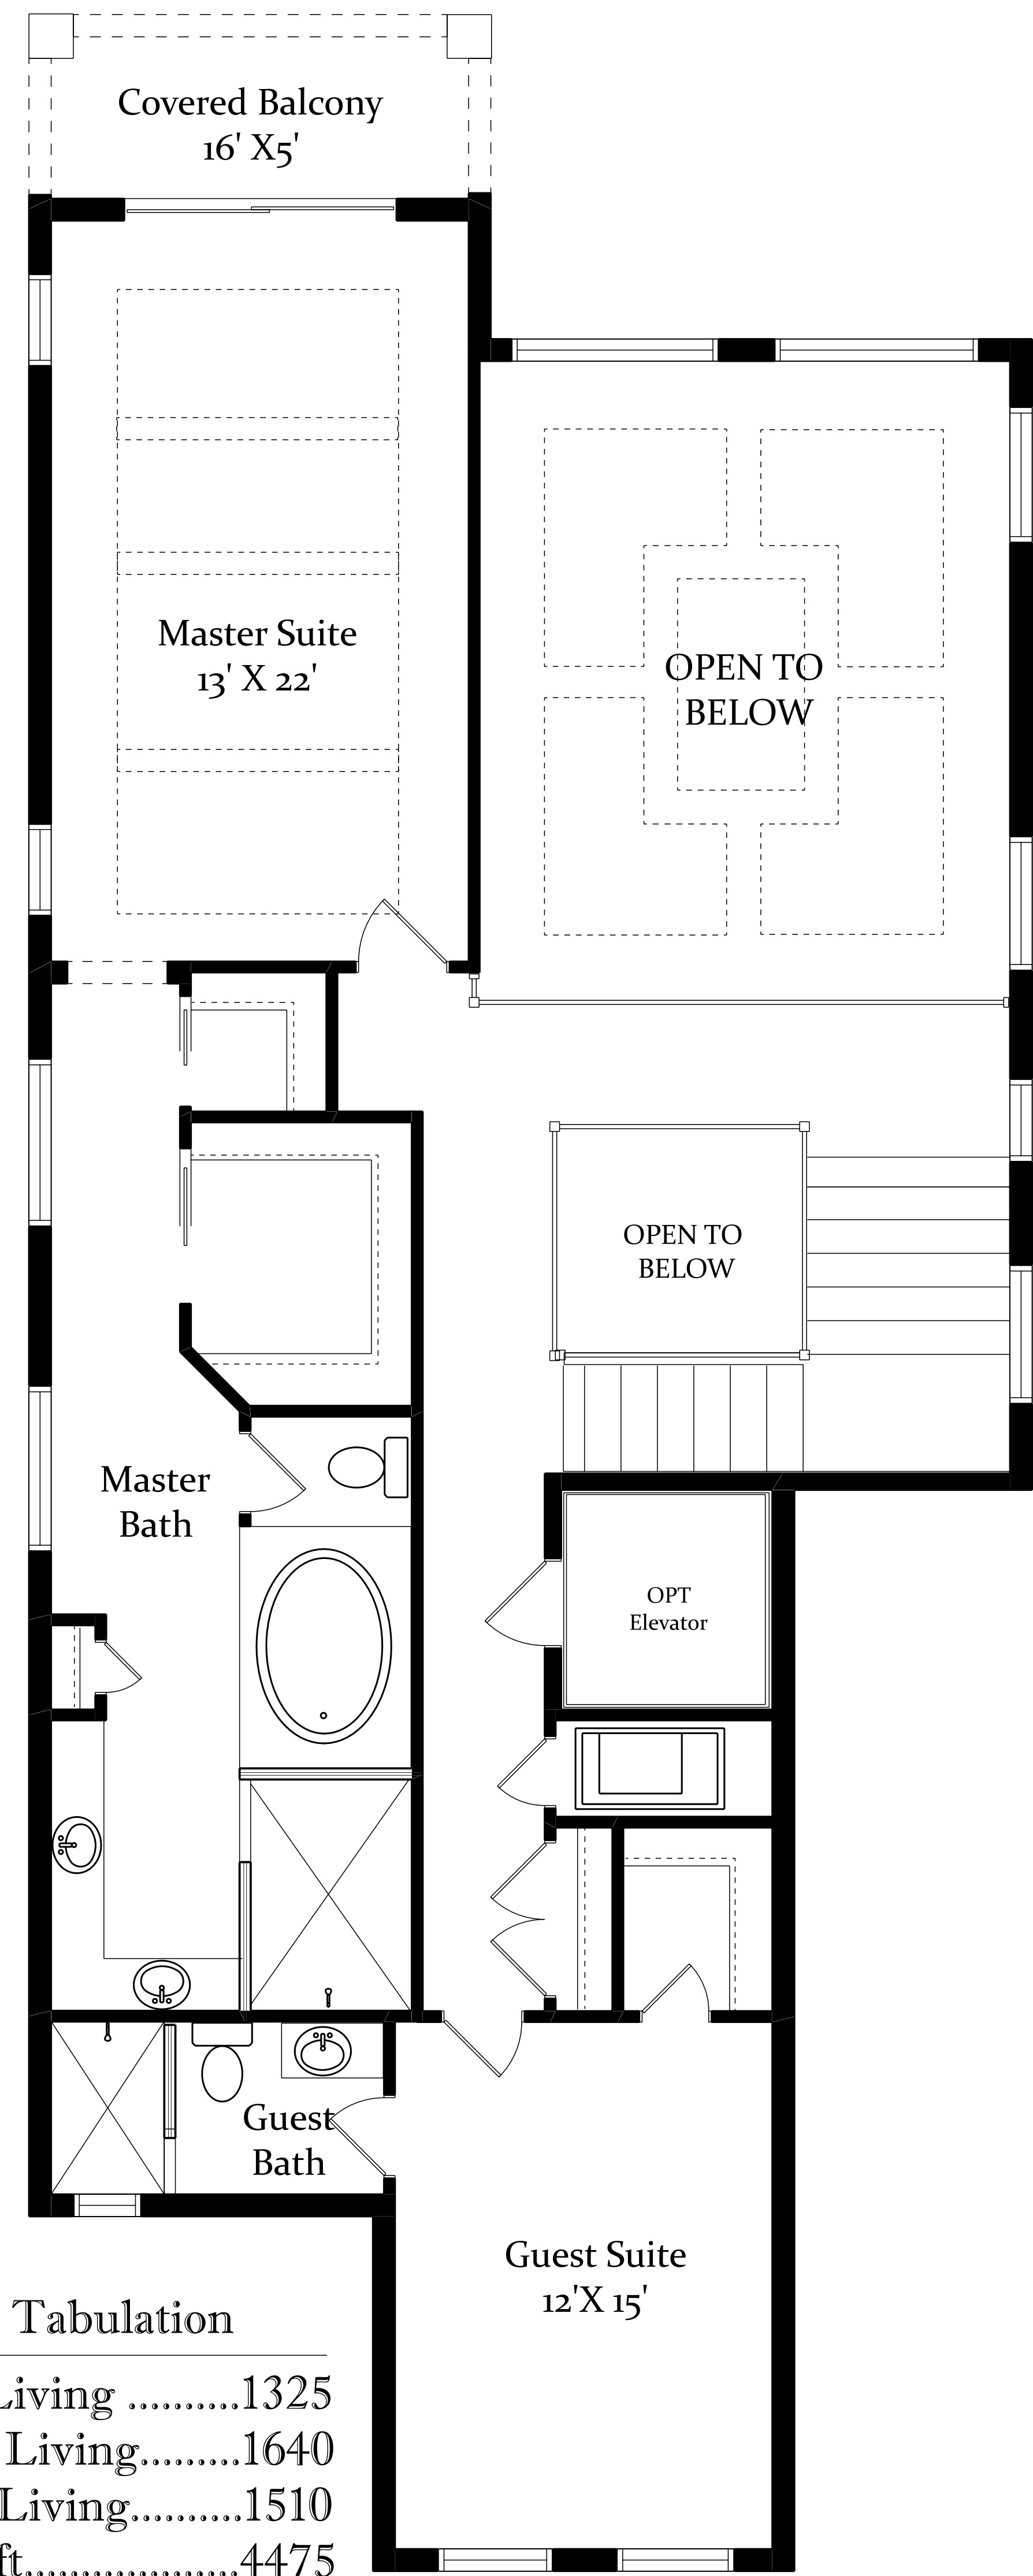 Covered Balcony
16' X5'
Master Suite
13' X 22'
OPEN TO
BELOW
OPEN TO
BELOW
Master
Bath
OPT
Elevator
Guest
Bath
Guest Suite
12'X 15'
Tabulation
Living ..........1325
Living.........1640
Living..........1510
ft...................4475